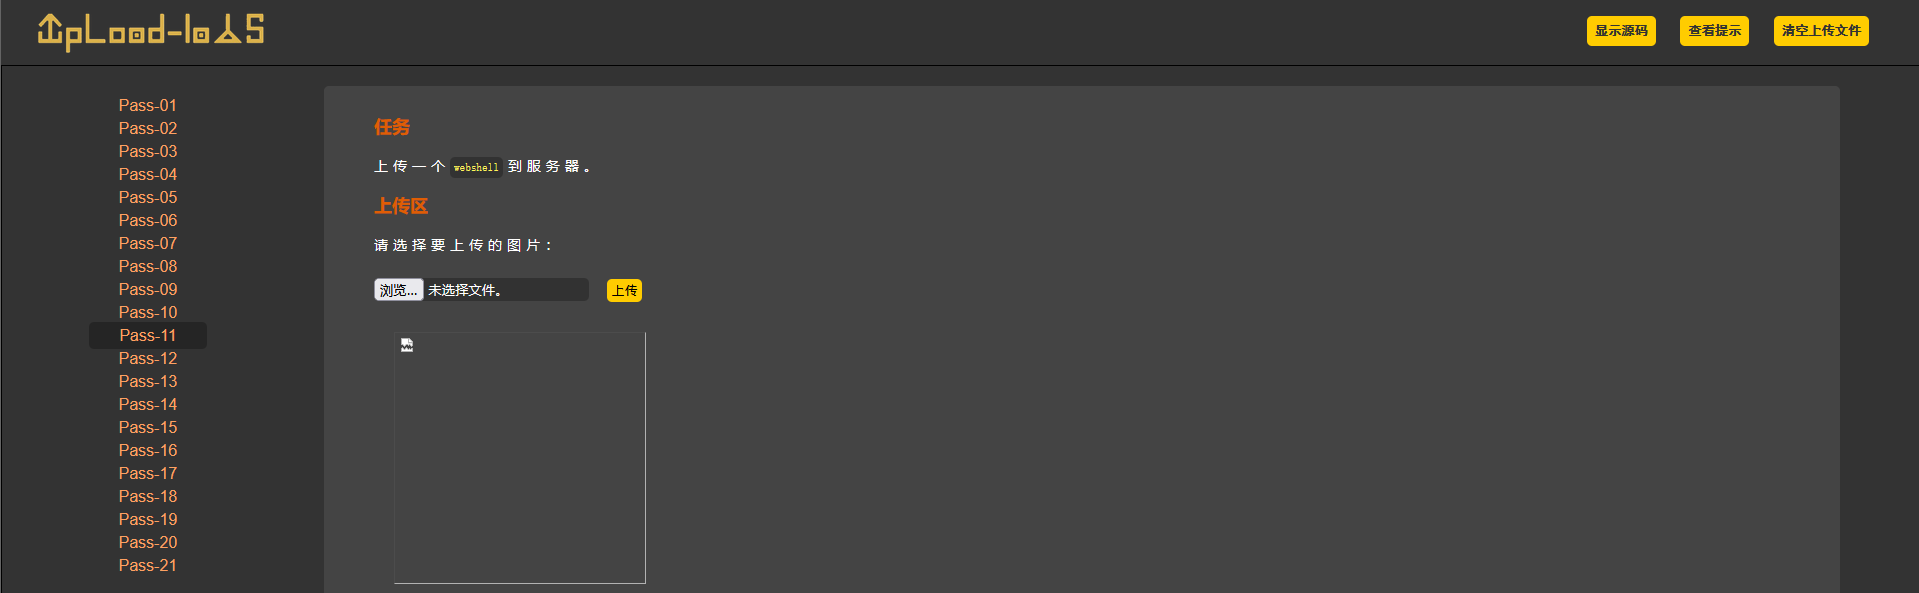 UpLoad-labs
显示源码 查看提示 清空上传文件
Pass-01
Pass-02
Pass-03
Pass-04
Pass-05
Pass-06
Pass-07
Pass-08
Pass-09
Pass-10
Pass-11
Pass-12
Pass-13
Pass-14
Pass-15
Pass-16
Pass-17
Pass-18
Pass-19
Pass-20
Pass-21
任务
上传一个 webshell 到服务器。
上传区
请选择要上传的图片：
浏览... 未选择文件。 上传